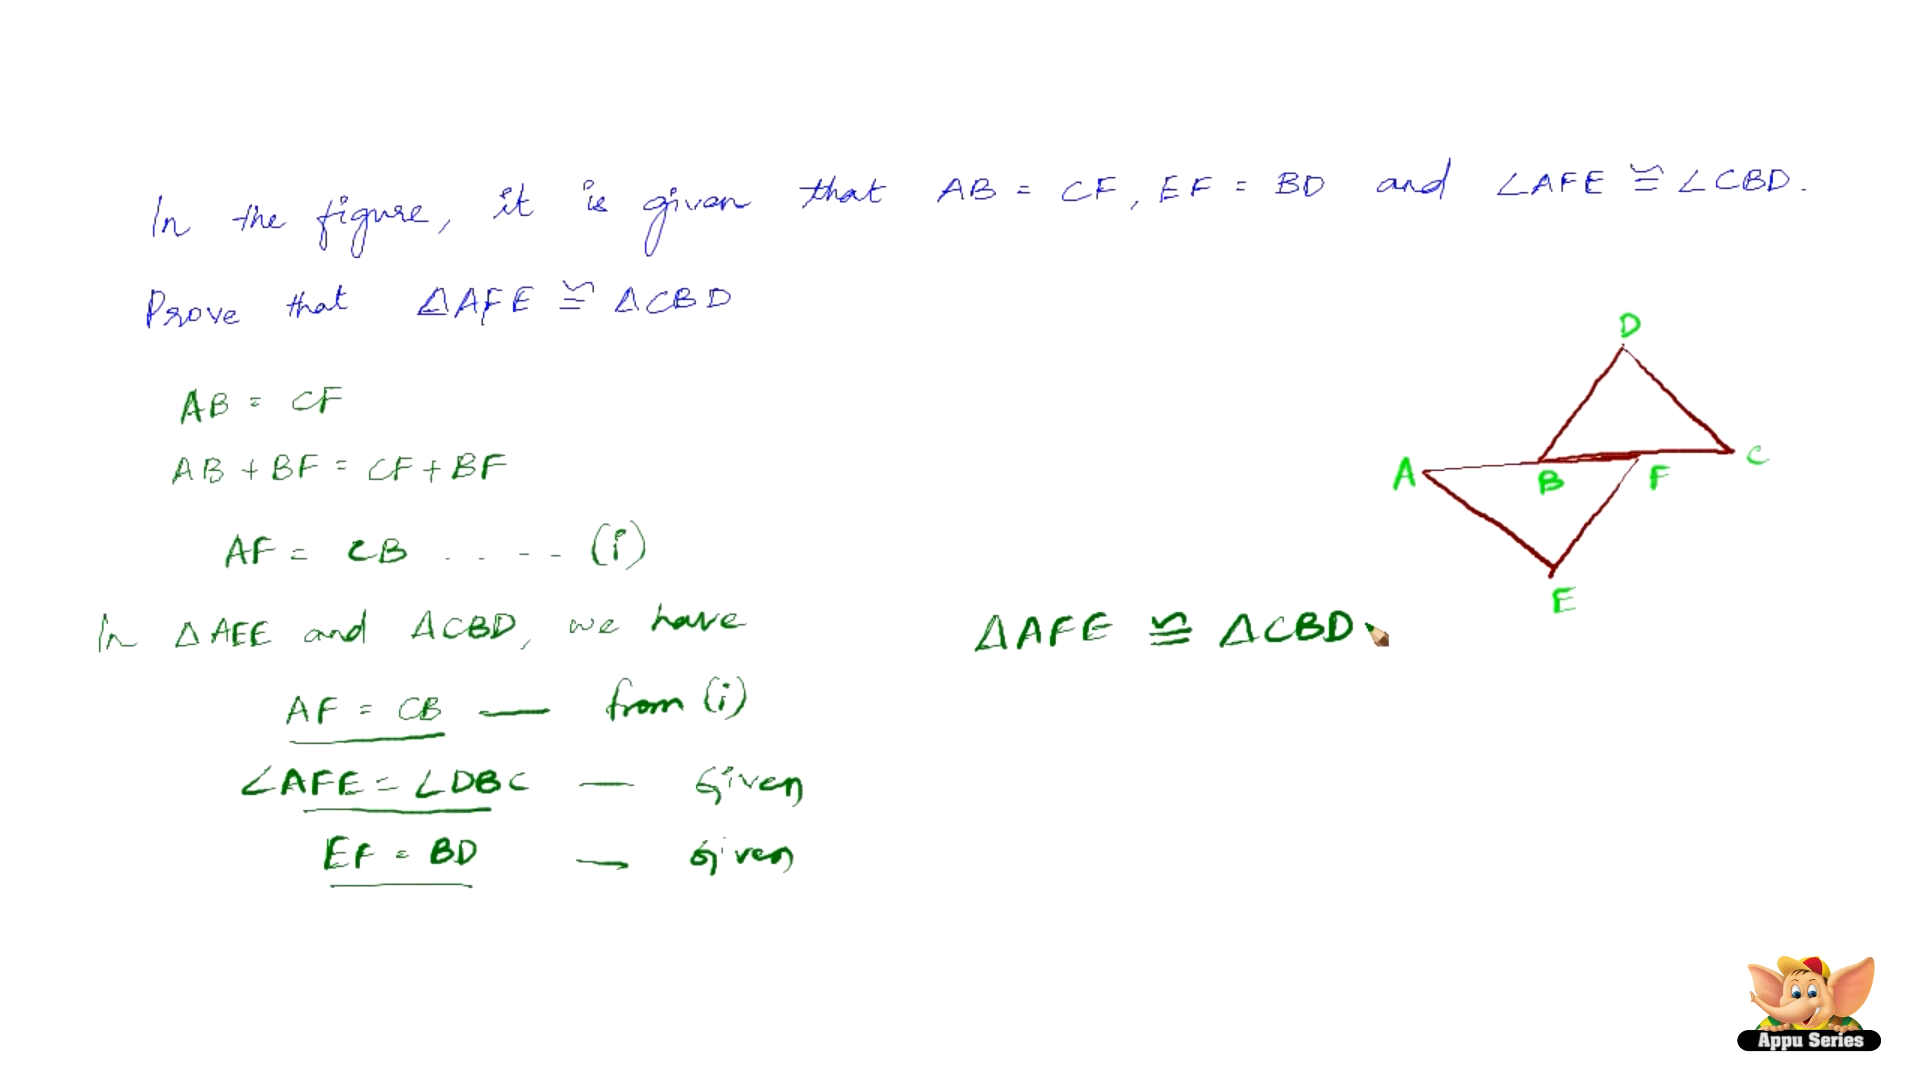 In the figure, it is given that AB = CF, EF = BD and ∠AFE ≅ ∠CBD.
Prove that ΔAFE ≅ ΔCBD
AB = CF
AB + BF = CF + BF
AF = CB . . - - (i)
In ΔAEE and ΔCBD, we have
AF = CB — from (i)
∠AFE = ∠DBC — Given
EF = BD — Given
ΔAFE ≅ ΔCBD
D
A B F C
E
Appu Series